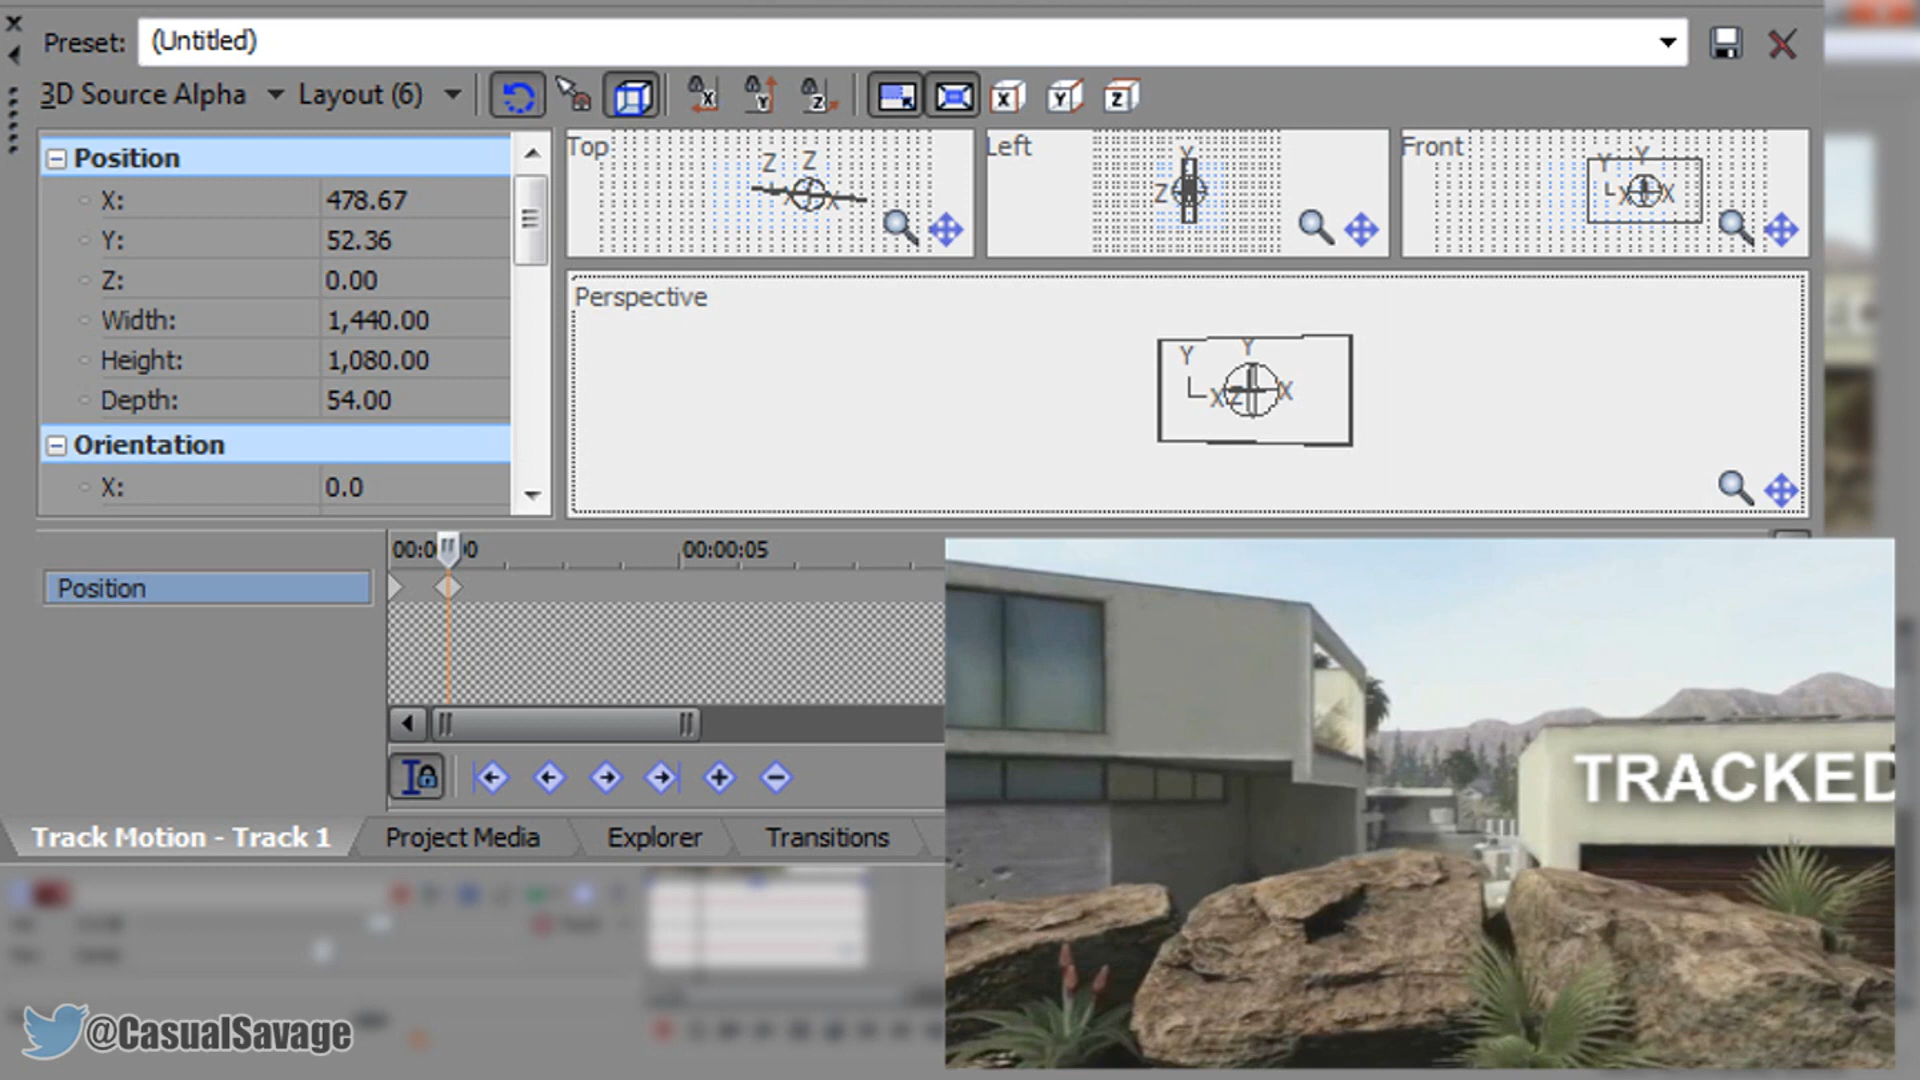 Preset: (Untitled)
3D Source Alpha Layout (6)
X Y Z X Y Z
Position
X: 478.67
Y: 52.36
Z: 0.00
Width: 1,440.00
Height: 1,080.00
Depth: 54.00
Orientation
X: 0.0
Top
Z Z
X
Left
Y
Z
Front
Y Y
X X
Perspective
Y Y
X Z X
00:00:05
Position
TRACKED
Track Motion - Track 1 Project Media Explorer Transitions
@CasualSavage